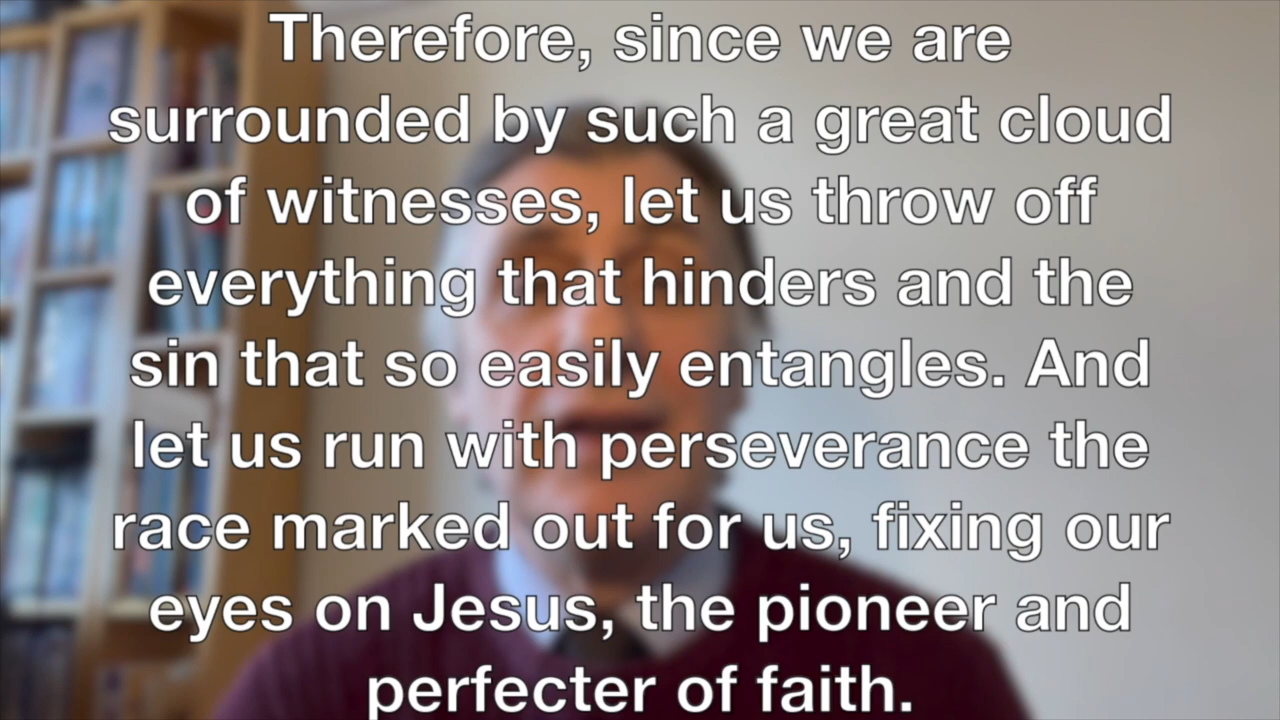 Therefore, since we are
surrounded by such a great cloud
of witnesses, let us throw off
everything that hinders and the
sin that so easily entangles. And
let us run with perseverance the
race marked out for us, fixing our
eyes on Jesus, the pioneer and
perfecter of faith.